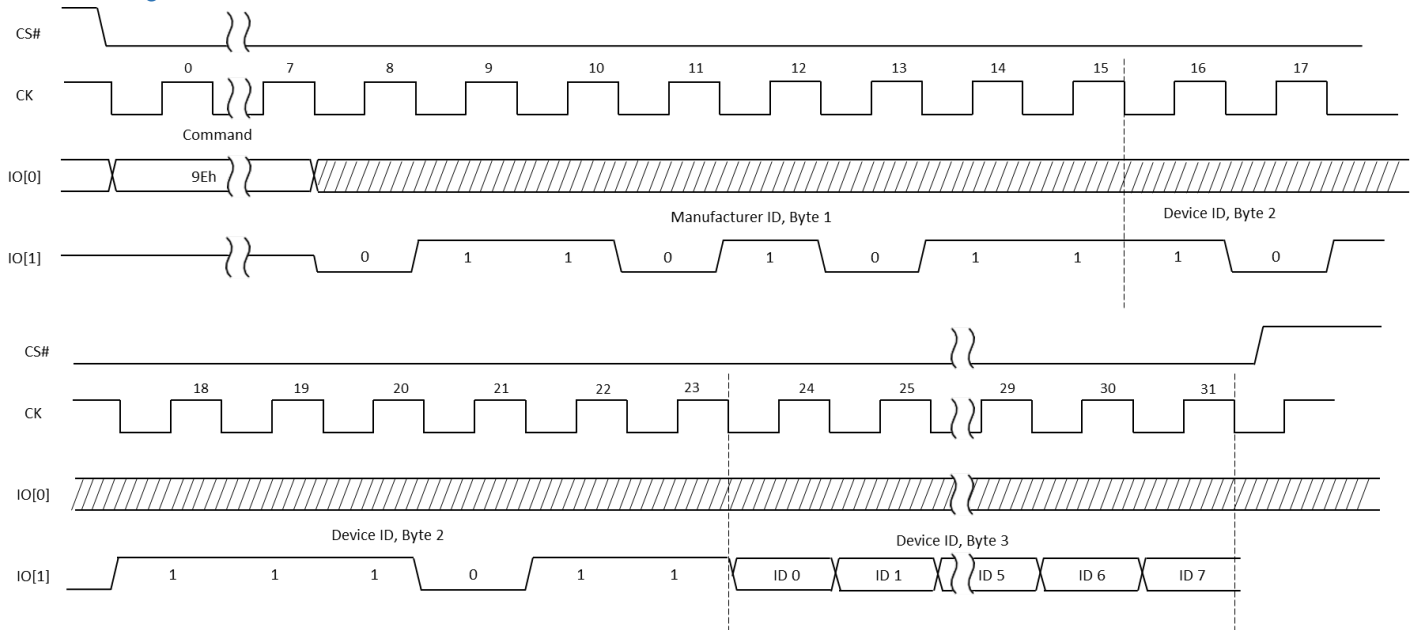 CS#
0 7 8 9 10 11 12 13 14 15 16 17
CK
Command
IO[0] 9Eh
Manufacturer ID, Byte 1 Device ID, Byte 2
IO[1] 0 1 1 0 1 0 1 1 1 0
CS#
18 19 20 21 22 23 24 25 29 30 31
CK
IO[0]
Device ID, Byte 2 Device ID, Byte 3
IO[1] 1 1 1 0 1 1 ID 0 ID 1 ID 5 ID 6 ID 7